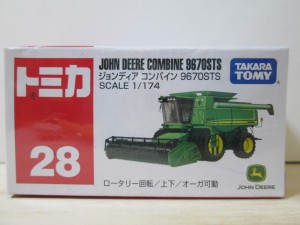 トミカ
28
JOHN DEERE COMBINE 9670STS
ジョンディア コンバイン 9670STS
SCALE 1/174
TAKARA TOMY
ロータリー回転／上下／オーガ可動
JOHN DEERE